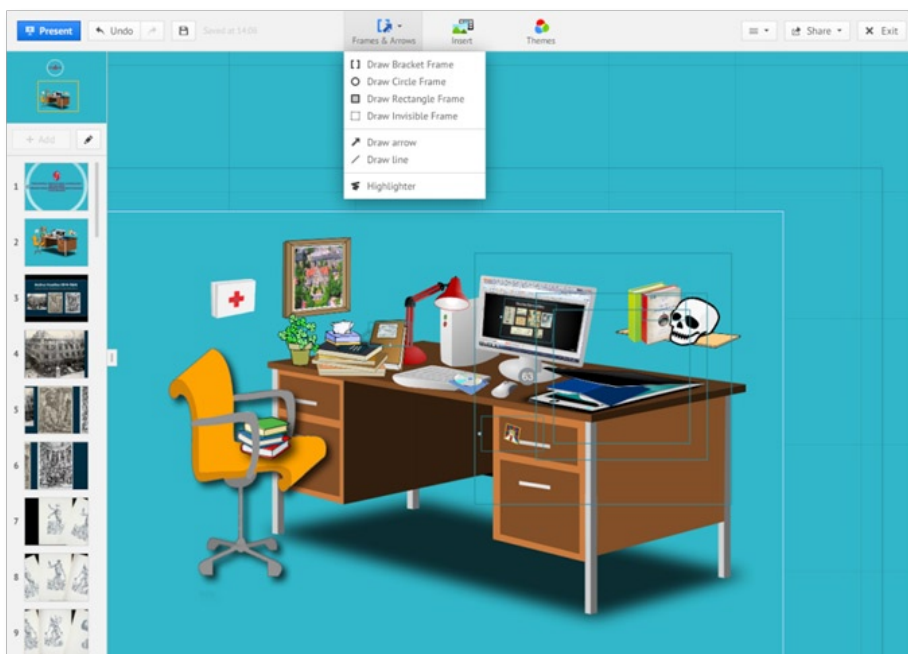 Present
Undo
Saved at 14:06
Frames & Arrows
Insert
Themes
Share
Exit
Draw Bracket Frame
Draw Circle Frame
Draw Rectangle Frame
Draw Invisible Frame
Draw arrow
Draw line
Highlighter
+ Add
1
2
3
4
5
6
7
8
9
63